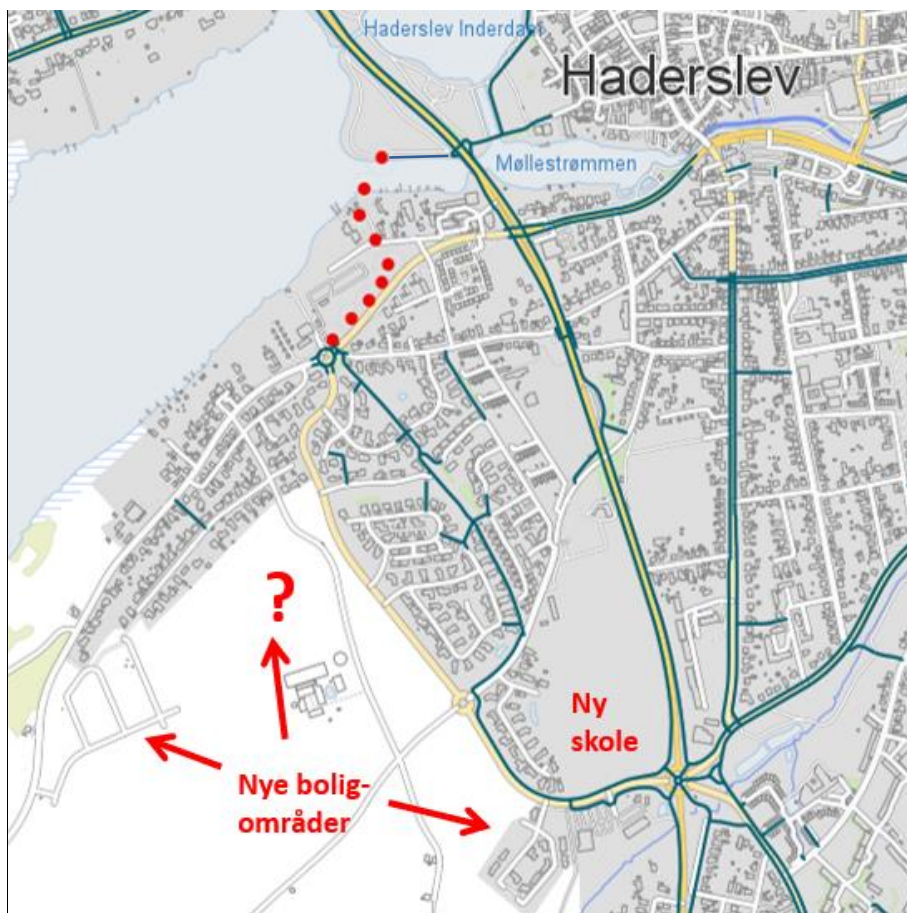 Haderslev Inderdam
Haderslev
Møllestrømmen
?
Ny
skole
Nye bolig-
områder